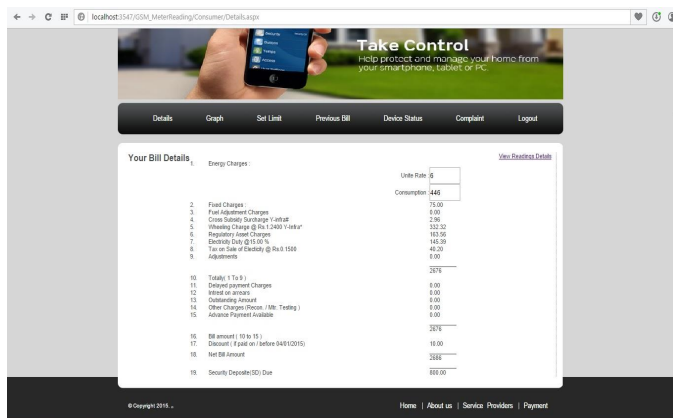 localhost:3547/GSM_MeterReading/Consumer/Details.aspx
Take Control
Help protect and manage your home from
your smartphone, tablet or PC.
Details Graph Set Limit Previous Bill Device Status Complaint Logout
Your Bill Details
View Readings Details
1. Energy Charges :
Unite Rate : 6
Consumption : 446
2. Fixed Charges : 75.00
3. Fuel Adjustment Charges 0.00
4. Cross Subsidy Surcharge Y-infra# 2.96
5. Wheeling Charge @ Rs.1.2400 Y-Infra* 332.32
6. Regulatory Asset Charges 163.56
7. Electricity Duty @15.00 % 145.39
8. Tax on Sale of Electicity @ Rs.0.1500 40.20
9. Adjustments 0.00
2676
10. Totally( 1 To 9 )
11. Delayed payment Charges 0.00
12. Intrest on arrears 0.00
13. Outstanding Amount 0.00
14. Other Charges (Recon. / Mtr. Testing ) 0.00
15. Advance Payment Available 0.00
2676
16. Bill amount ( 10 to 15 )
17. Discount ( if paid on / before 04/01/2015) 10.00
18. Net Bill Amount
2686
19. Security Deposite(SD) Due 800.00
© Copyright 2015. ..
Home | About us | Service Providers | Payment